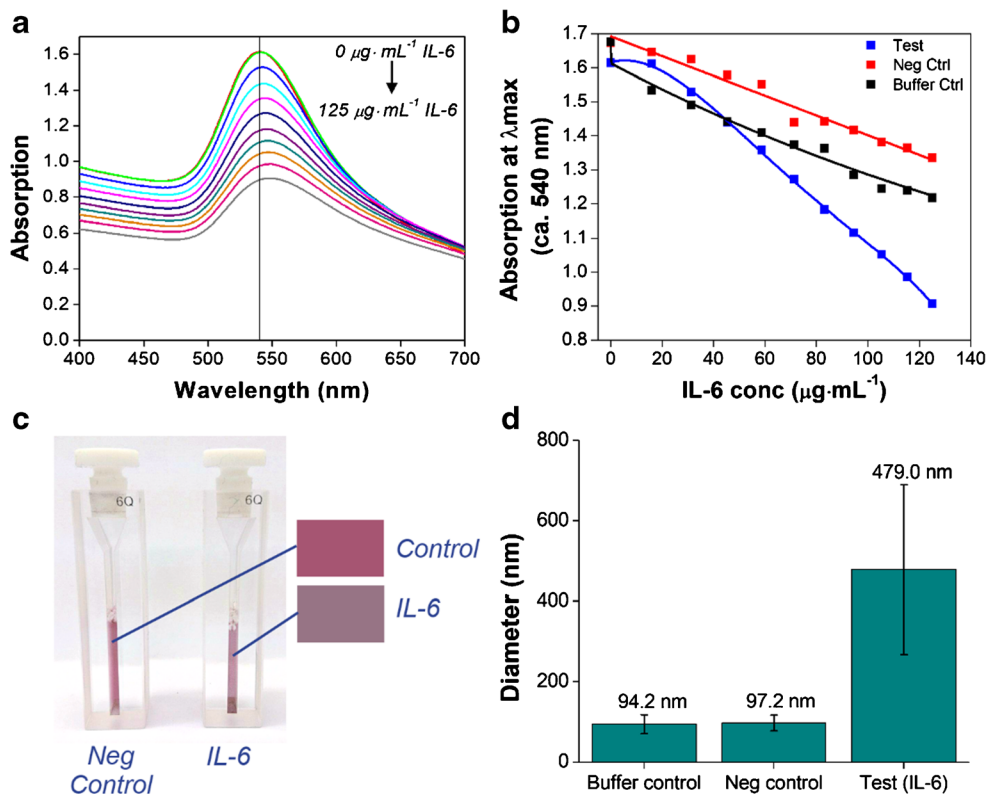 a
Absorption
1.6
1.4
1.2
1.0
0.8
0.6
0.4
0.2
0.0
0 µg·mL⁻¹ IL-6
125 µg·mL⁻¹ IL-6
400 450 500 550 600 650 700
Wavelength (nm)
b
Absorption at λmax
(ca. 540 nm)
1.7
1.6
1.5
1.4
1.3
1.2
1.1
1.0
0.9
0.8
Test
Neg Ctrl
Buffer Ctrl
0 20 40 60 80 100 120 140
IL-6 conc (µg·mL⁻¹)
c
6Q
6Q
Control
IL-6
Neg
Control
IL-6
d
Diameter (nm)
800
600
400
200
0
94.2 nm
97.2 nm
479.0 nm
Buffer control
Neg control
Test (IL-6)